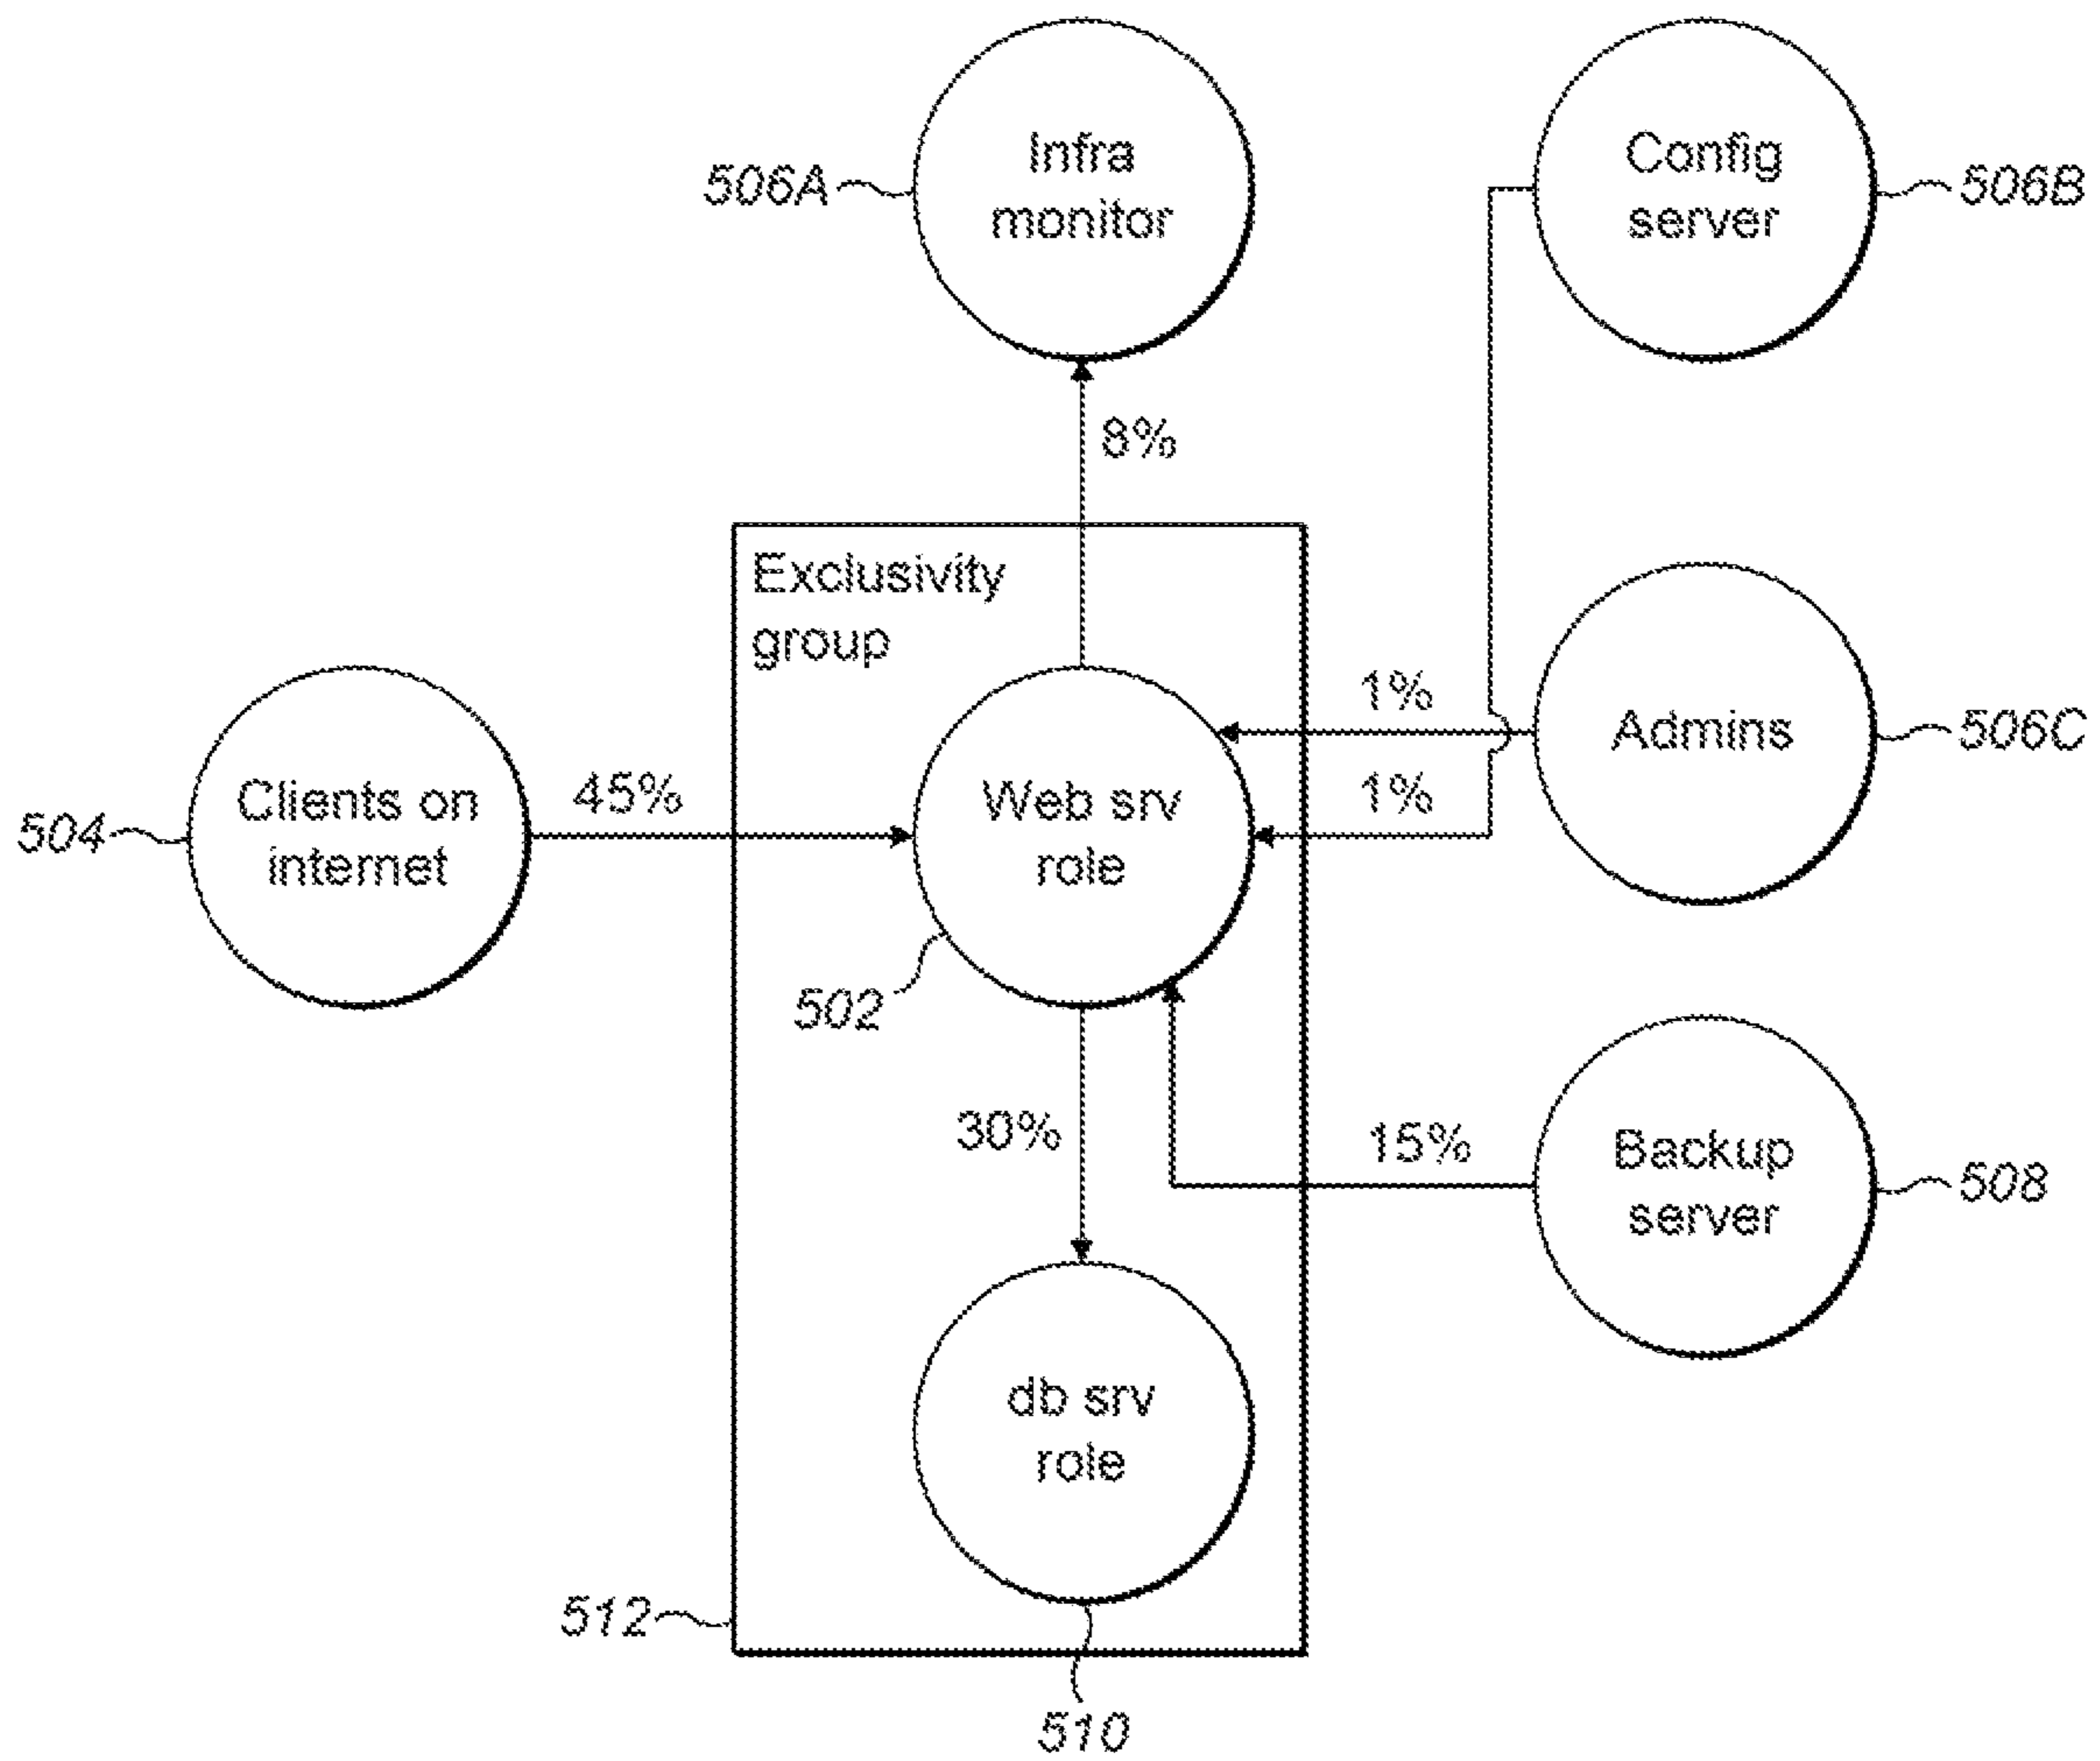 506A
Infra
monitor
Config
server
506B
8%
Exclusivity
group
1%
Admins
506C
504
Clients on
internet
45%
Web srv
role
1%
502
30%
15%
Backup
server
508
db srv
role
512
510